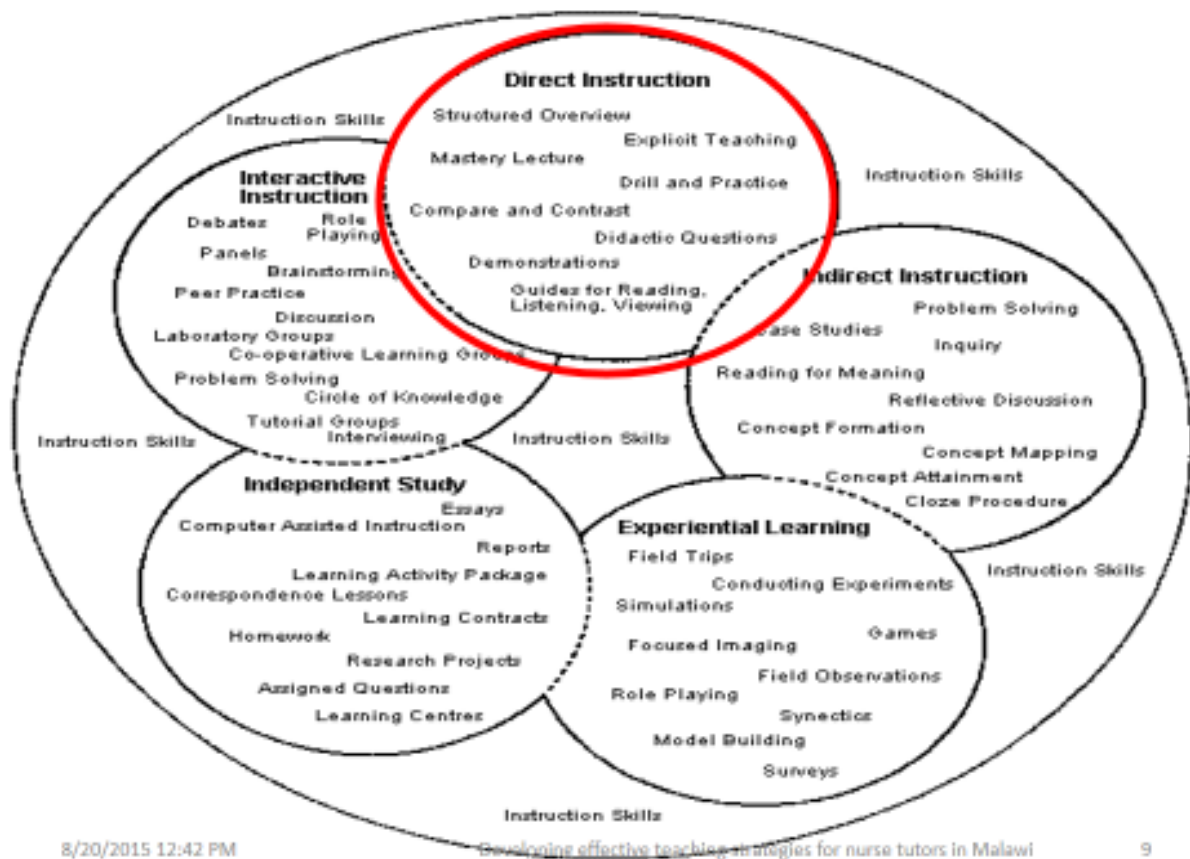 Direct Instruction
Structured Overview
Explicit Teaching
Mastery Lecture
Drill and Practice
Compare and Contrast
Didactic Questions
Demonstrations
Guides for Reading,
Listening, Viewing
Instruction Skills
Instruction Skills
Interactive
Instruction
Debates
Role
Playing
Panels
Brainstorming
Peer Practice
Discussion
Laboratory Groups
Co-operative Learning Groups
Problem Solving
Circle of Knowledge
Tutorial Groups
Interviewing
Indirect Instruction
Problem Solving
Case Studies
Inquiry
Reading for Meaning
Reflective Discussion
Concept Formation
Concept Mapping
Concept Attainment
Cloze Procedure
Instruction Skills
Instruction Skills
Independent Study
Essays
Computer Assisted Instruction
Reports
Learning Activity Package
Correspondence Lessons
Learning Contracts
Homework
Research Projects
Assigned Questions
Learning Centres
Experiential Learning
Field Trips
Conducting Experiments
Simulations
Games
Focused Imaging
Field Observations
Role Playing
Synectics
Model Building
Surveys
Instruction Skills
Instruction Skills
8/20/2015 12:42 PM
Developing effective teaching strategies for nurse tutors in Malawi
9